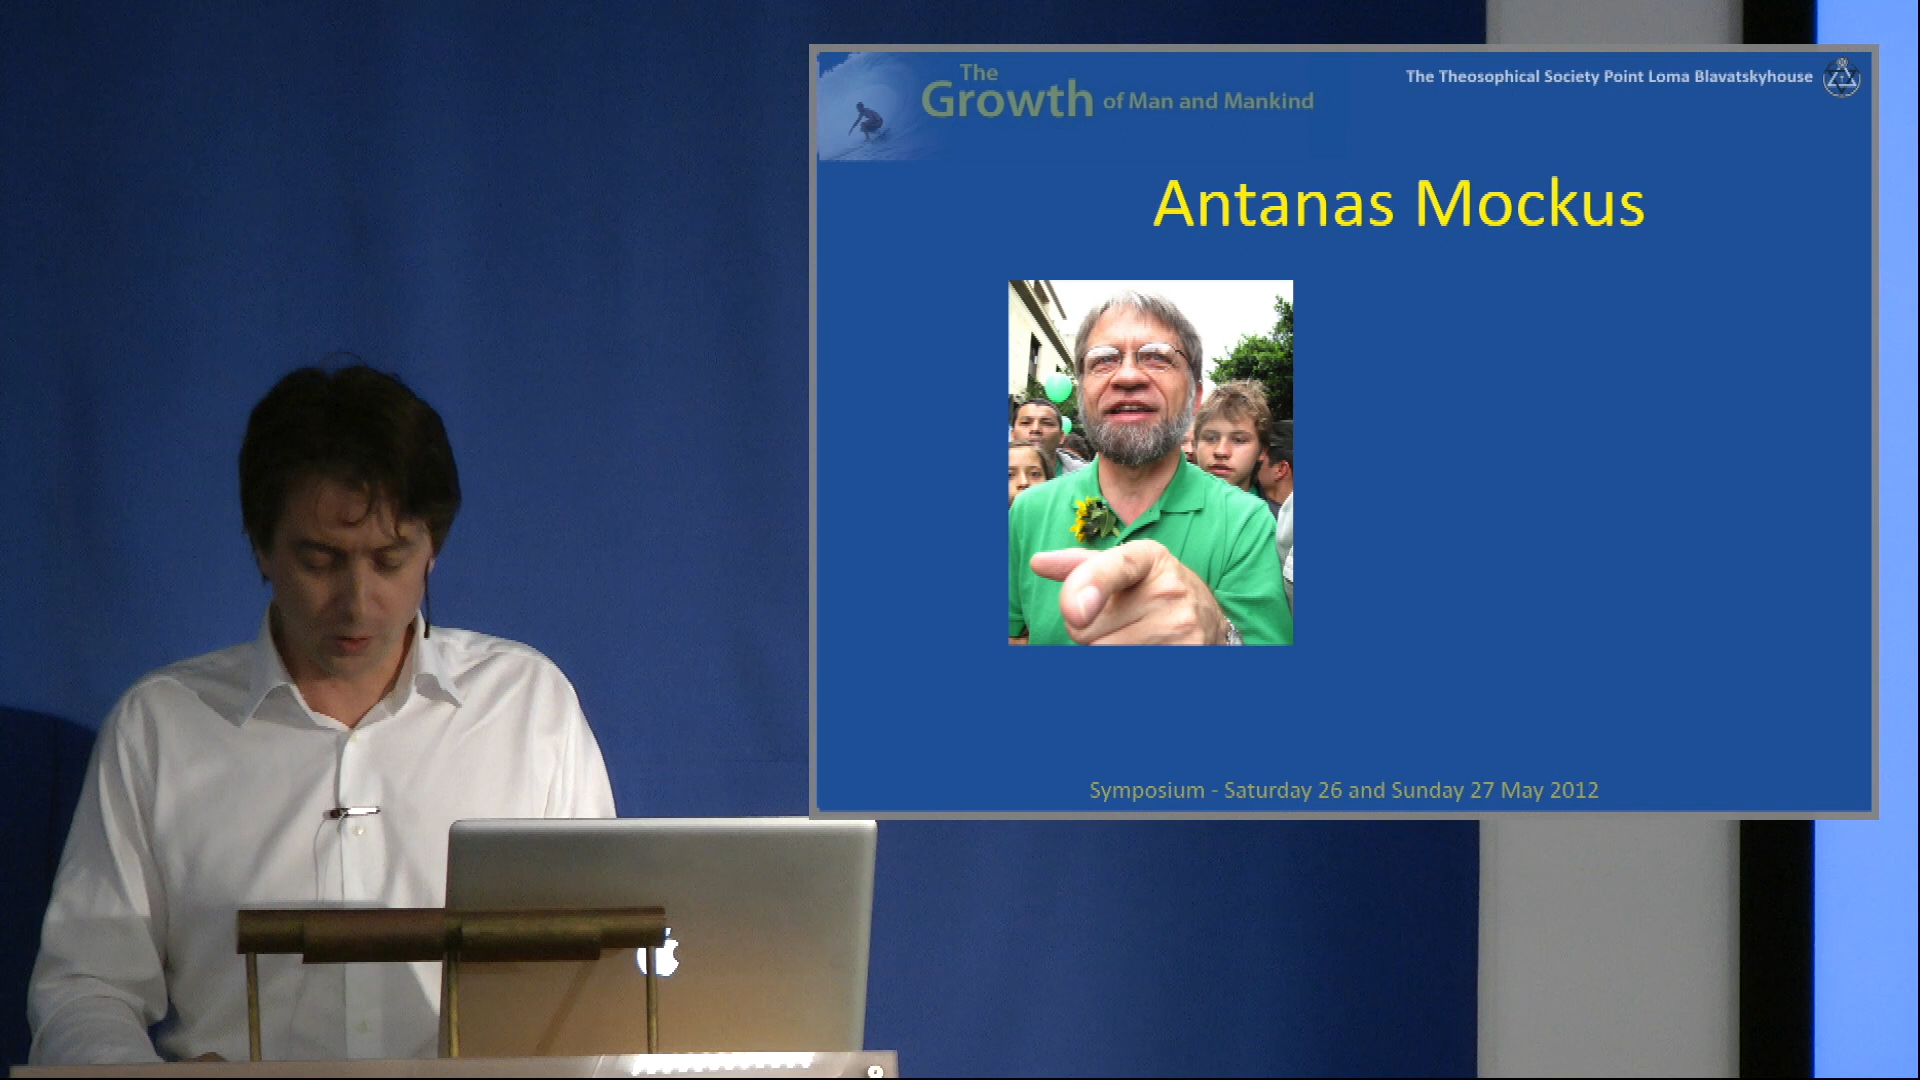 The
Growth of Man and Mankind
The Theosophical Society Point Loma Blavatskyhouse
Antanas Mockus
Symposium - Saturday 26 and Sunday 27 May 2012